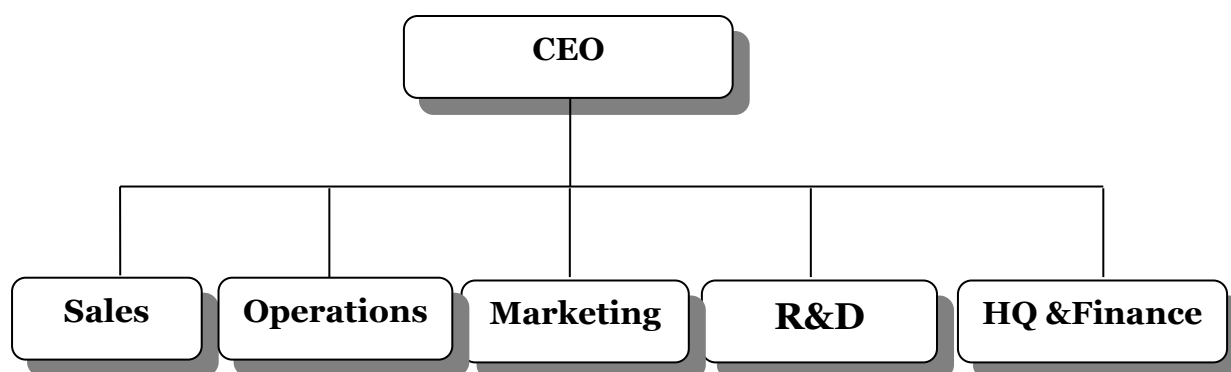 CEO
Sales
Operations
Marketing
R&D
HQ &Finance